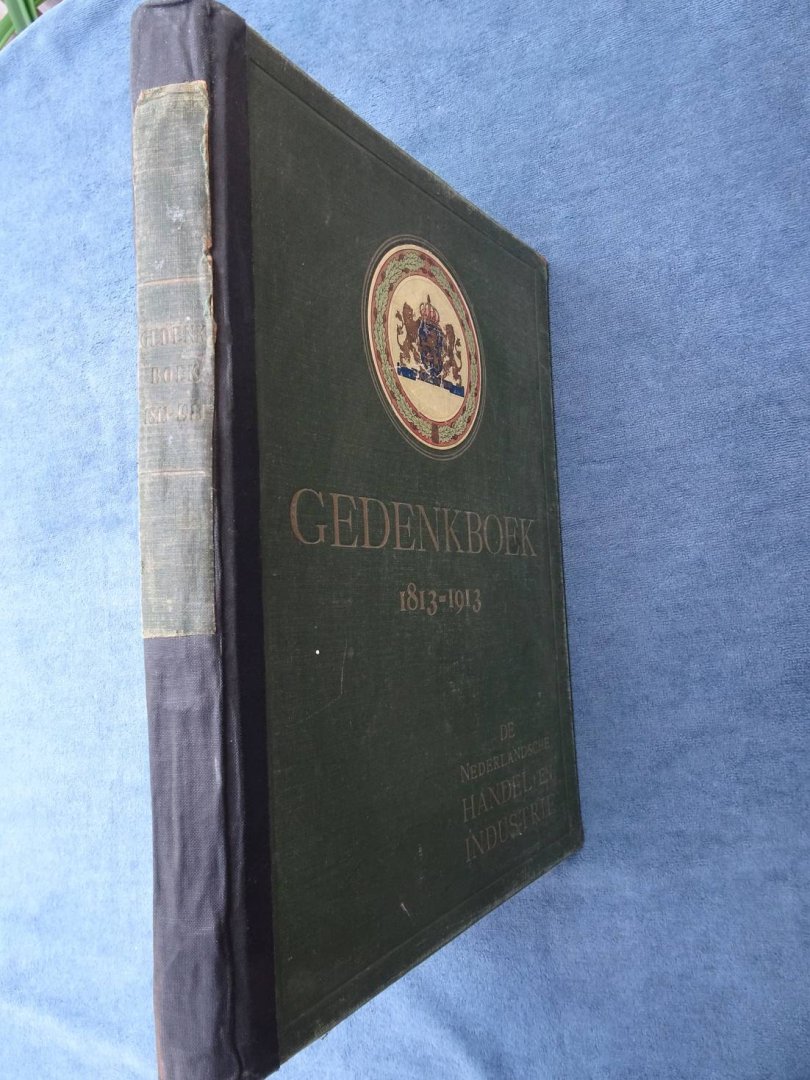 GEDENK
BOEK
GEDENKBOEK
1813-1913
DE
NEDERLANDSCHE
HANDEL EN
INDUSTRIE